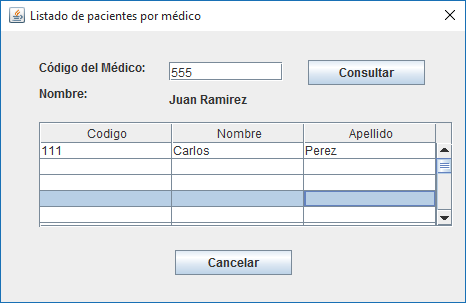 Listado de pacientes por médico
Código del Médico: 555 Consultar
Nombre: Juan Ramirez
Codigo Nombre Apellido
111 Carlos Perez
Cancelar